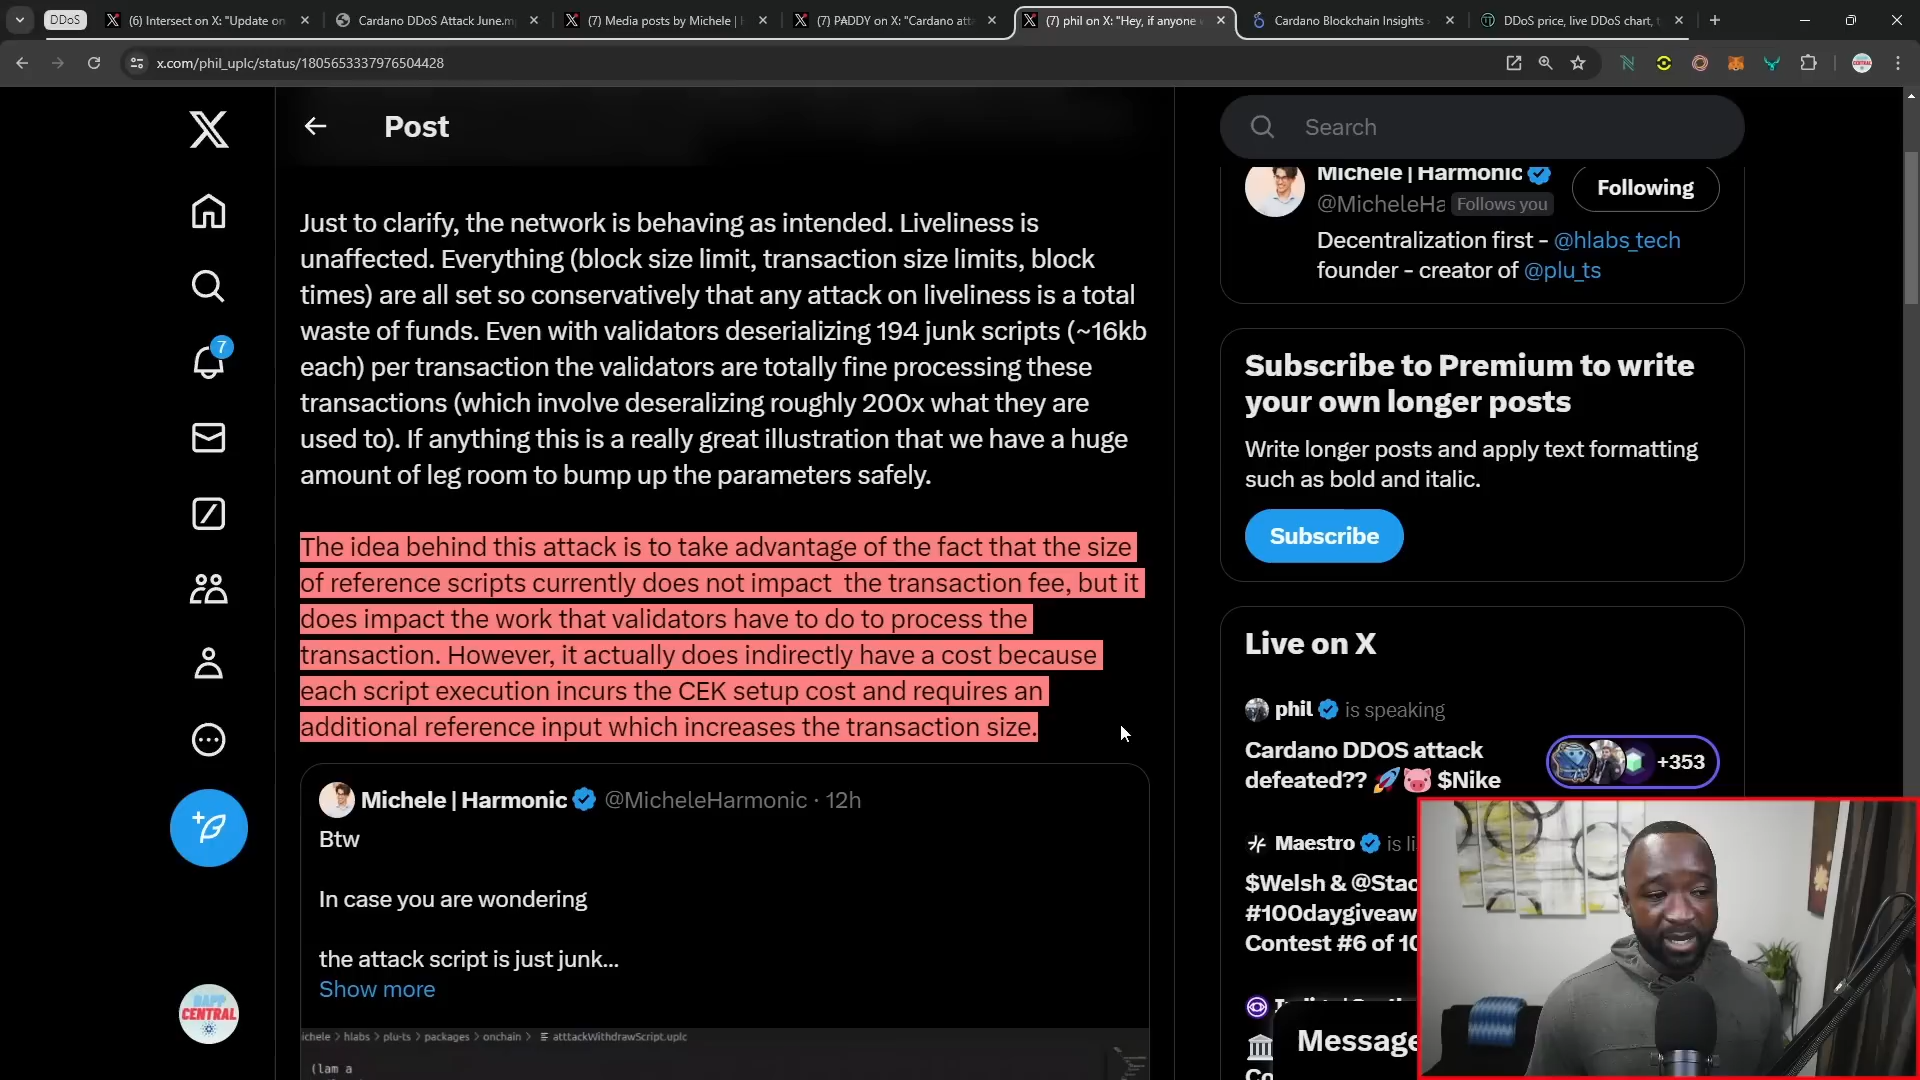 DDoS
(6) Intersect on X: "Update on
Cardano DDoS Attack June.m
(7) Media posts by Michele |
(7) PADDY on X: "Cardano att
(7) phil on X: "Hey, if anyone
Cardano Blockchain Insights
DDoS price, live DDoS chart,
x.com/phil_uplc/status/1805653337976504428
Post
Search
Just to clarify, the network is behaving as intended. Liveliness is
unaffected. Everything (block size limit, transaction size limits, block
times) are all set so conservatively that any attack on liveliness is a total
waste of funds. Even with validators deserializing 194 junk scripts (~16kb
each) per transaction the validators are totally fine processing these
transactions (which involve deseralizing roughly 200x what they are
used to). If anything this is a really great illustration that we have a huge
amount of leg room to bump up the parameters safely.
The idea behind this attack is to take advantage of the fact that the size
of reference scripts currently does not impact  the transaction fee, but it
does impact the work that validators have to do to process the
transaction. However, it actually does indirectly have a cost because
each script execution incurs the CEK setup cost and requires an
additional reference input which increases the transaction size.
Michele | Harmonic @MicheleHarmonic · 12h
Btw
In case you are wondering
the attack script is just junk...
Show more
ichele > hlabs > plu-ts > packages > onchain > atttackWithdrawScript.uplc
(lam a
7
DAPP
CENTRAL
Michele | Harmonic
@MicheleHa Follows you
Following
Decentralization first - @hlabs_tech
founder - creator of @plu_ts
Subscribe to Premium to write
your own longer posts
Write longer posts and apply text formatting
such as bold and italic.
Subscribe
Live on X
phil is speaking
Cardano DDOS attack
defeated?? 🚀🐷 $Nike
+353
Maestro is li
$Welsh & @Stac
#100daygiveaw
Contest #6 of 10
Message